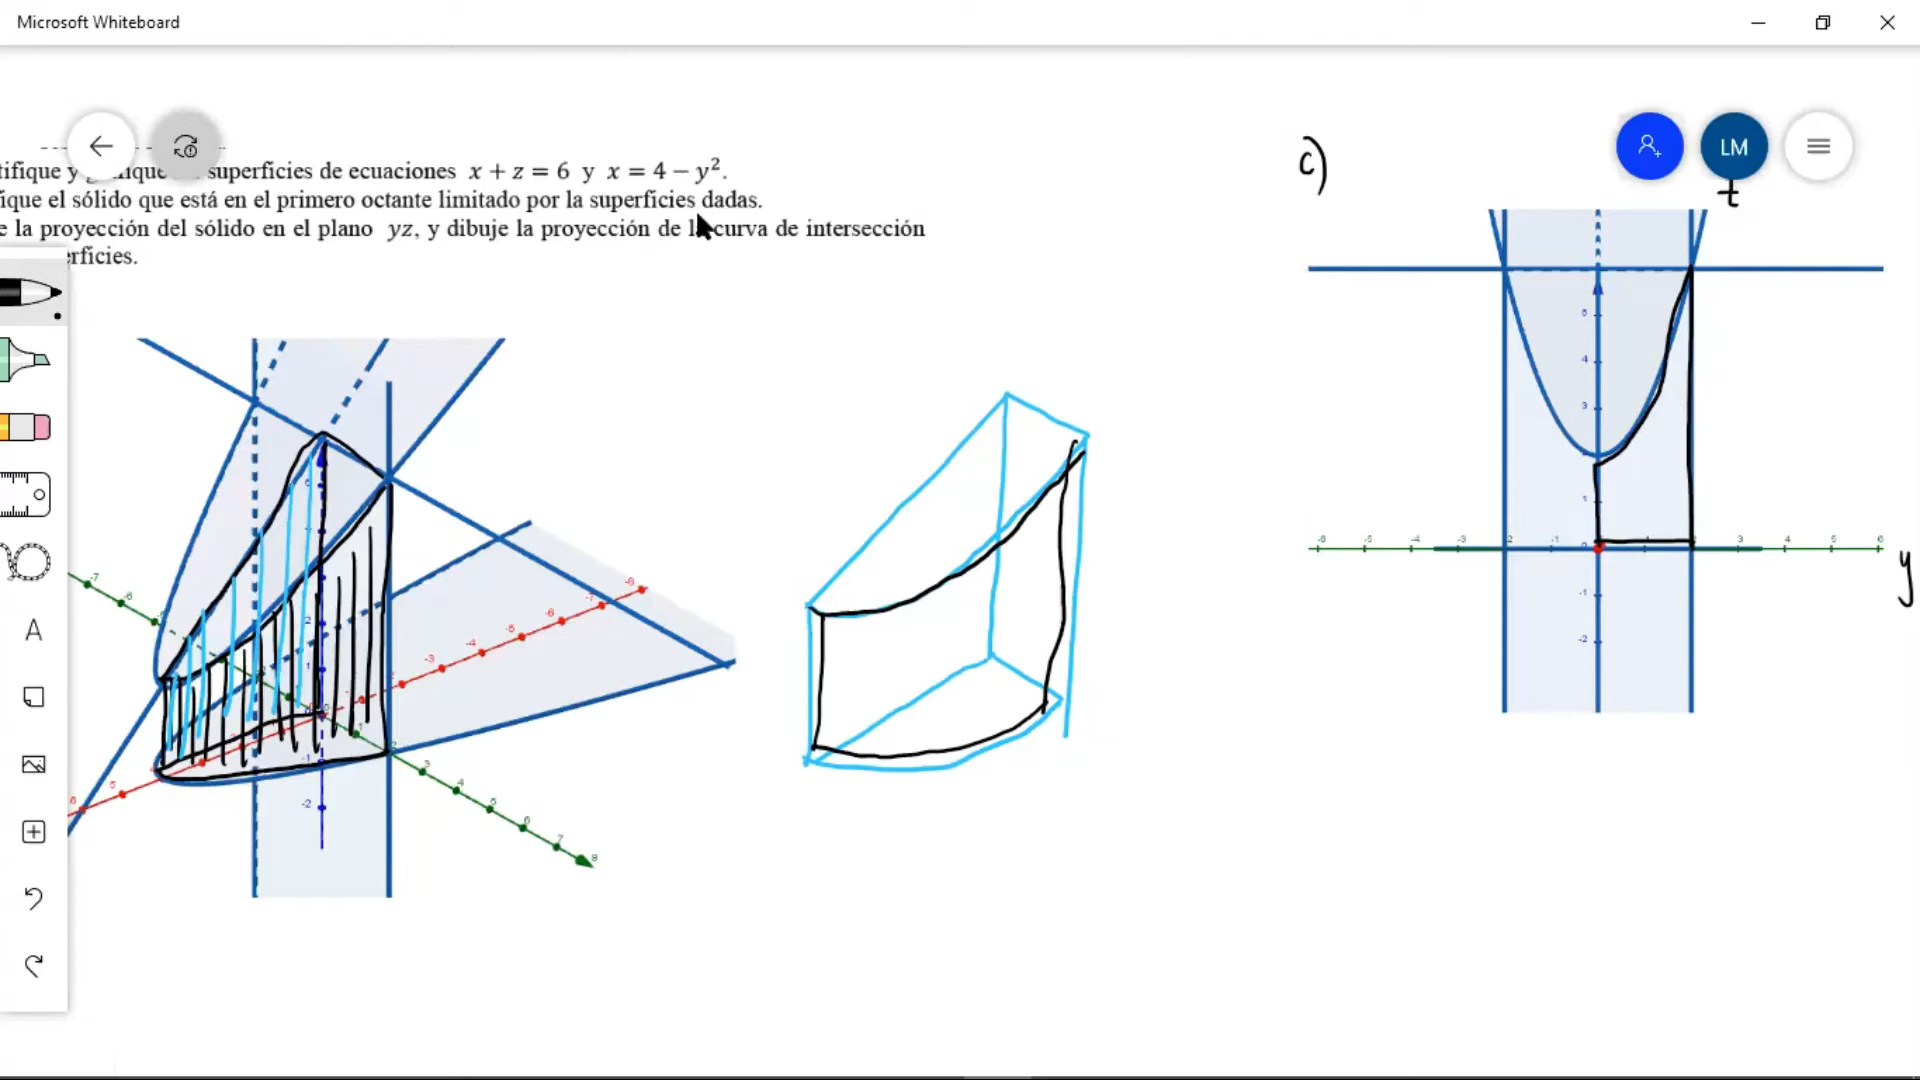 Microsoft Whiteboard
tifique y superficies de ecuaciones x + z = 6 y x = 4 − y².
ique el sólido que está en el primero octante limitado por la superficies dadas.
e la proyección del sólido en el plano yz, y dibuje la proyección de la curva de intersección
erficies.
c)
LM
t
y
A